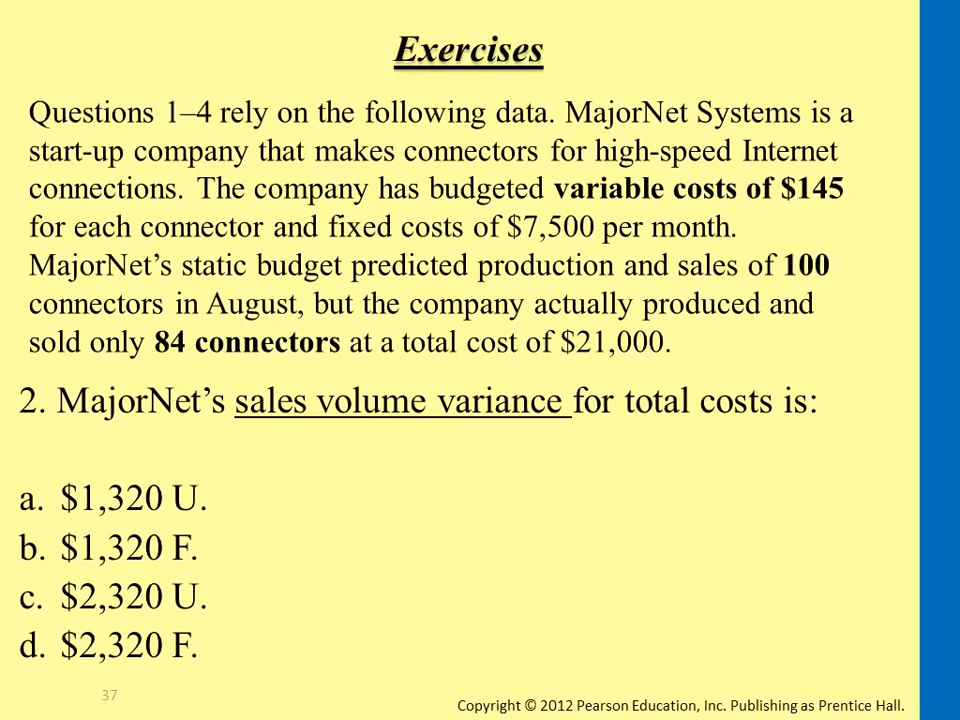 Exercises
Questions 1–4 rely on the following data. MajorNet Systems is a
start-up company that makes connectors for high-speed Internet
connections. The company has budgeted variable costs of $145
for each connector and fixed costs of $7,500 per month.
MajorNet’s static budget predicted production and sales of 100
connectors in August, but the company actually produced and
sold only 84 connectors at a total cost of $21,000.
2. MajorNet’s sales volume variance for total costs is:
a. $1,320 U.
b. $1,320 F.
c. $2,320 U.
d. $2,320 F.
37
Copyright © 2012 Pearson Education, Inc. Publishing as Prentice Hall.